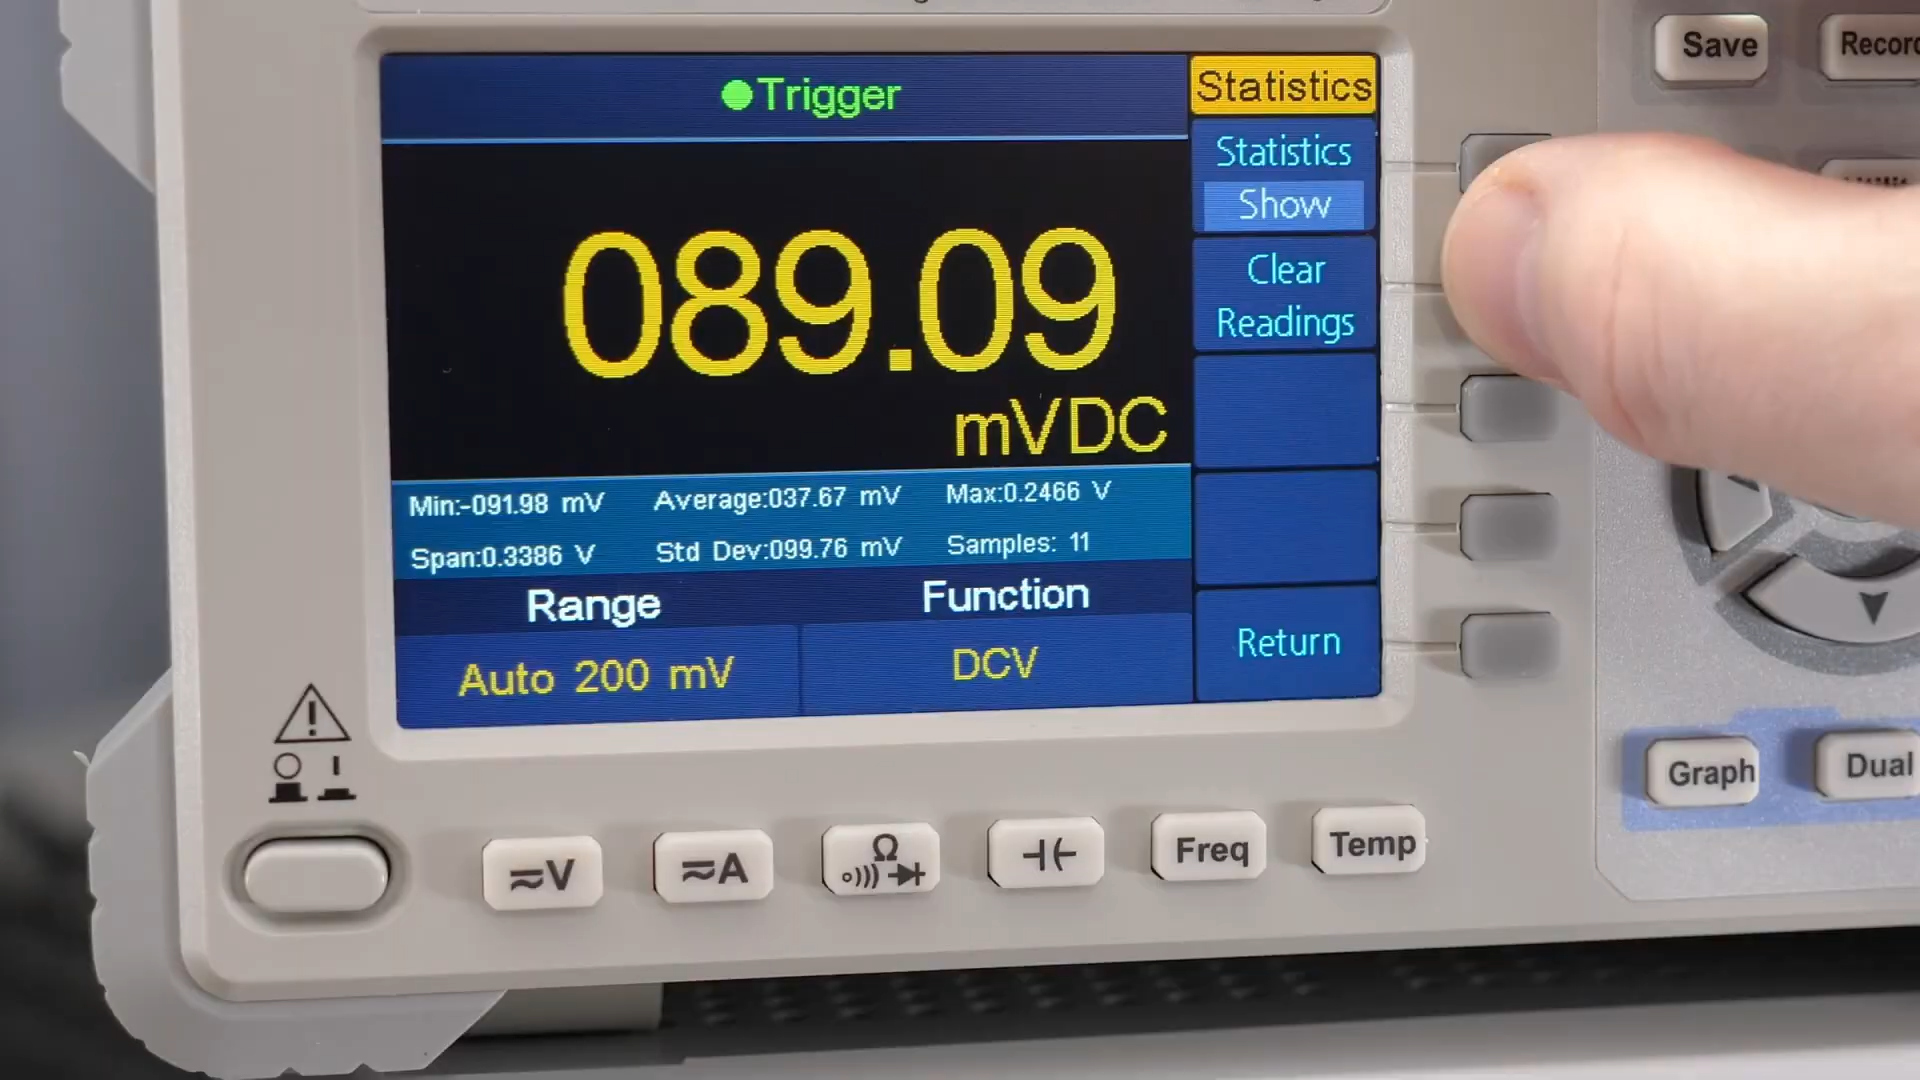 Trigger
089.09
mVDC
Min:-091.98 mV Average:037.67 mV Max:0.2466 V
Span:0.3386 V Std Dev:099.76 mV Samples: 11
Range Function
Auto 200 mV DCV
Statistics
Statistics
Show
Clear
Readings
Return
Save
Graph
Dual
≂V
≂A
Ω
Freq
Temp